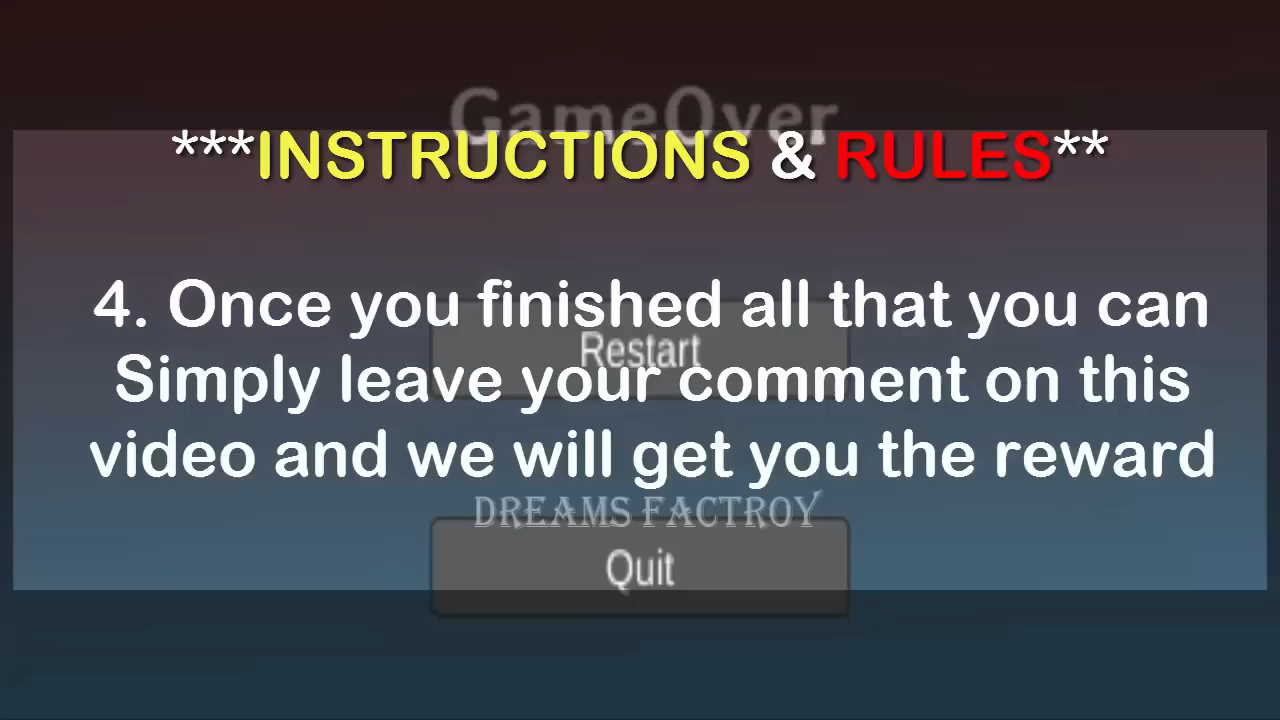 GameOver
***INSTRUCTIONS & RULES**
4. Once you finished all that you can
Restart
Simply leave your comment on this
video and we will get you the reward
DREAMS FACTROY
Quit